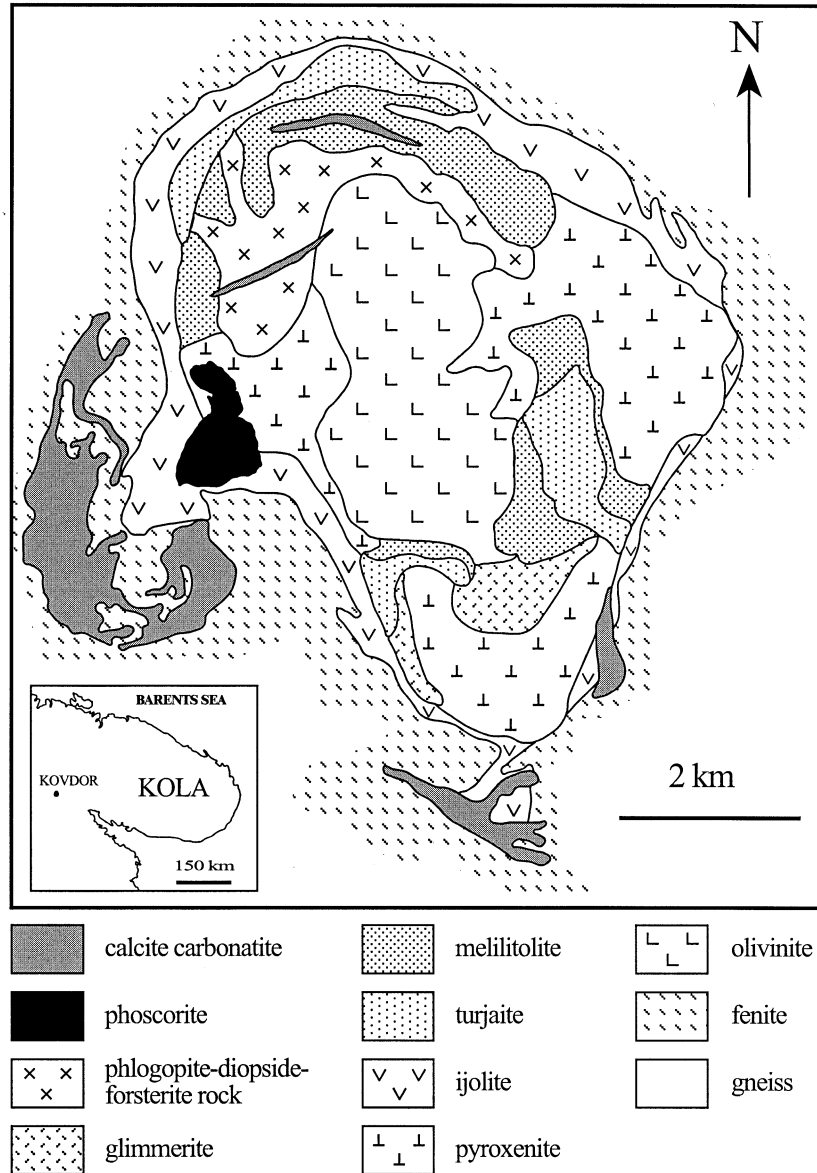 N
BARENTS SEA
KOVDOR
KOLA
150 km
2 km
calcite carbonatite
melilitolite
olivinite
phoscorite
turjaite
fenite
phlogopite-diopside-
forsterite rock
ijolite
gneiss
glimmerite
pyroxenite